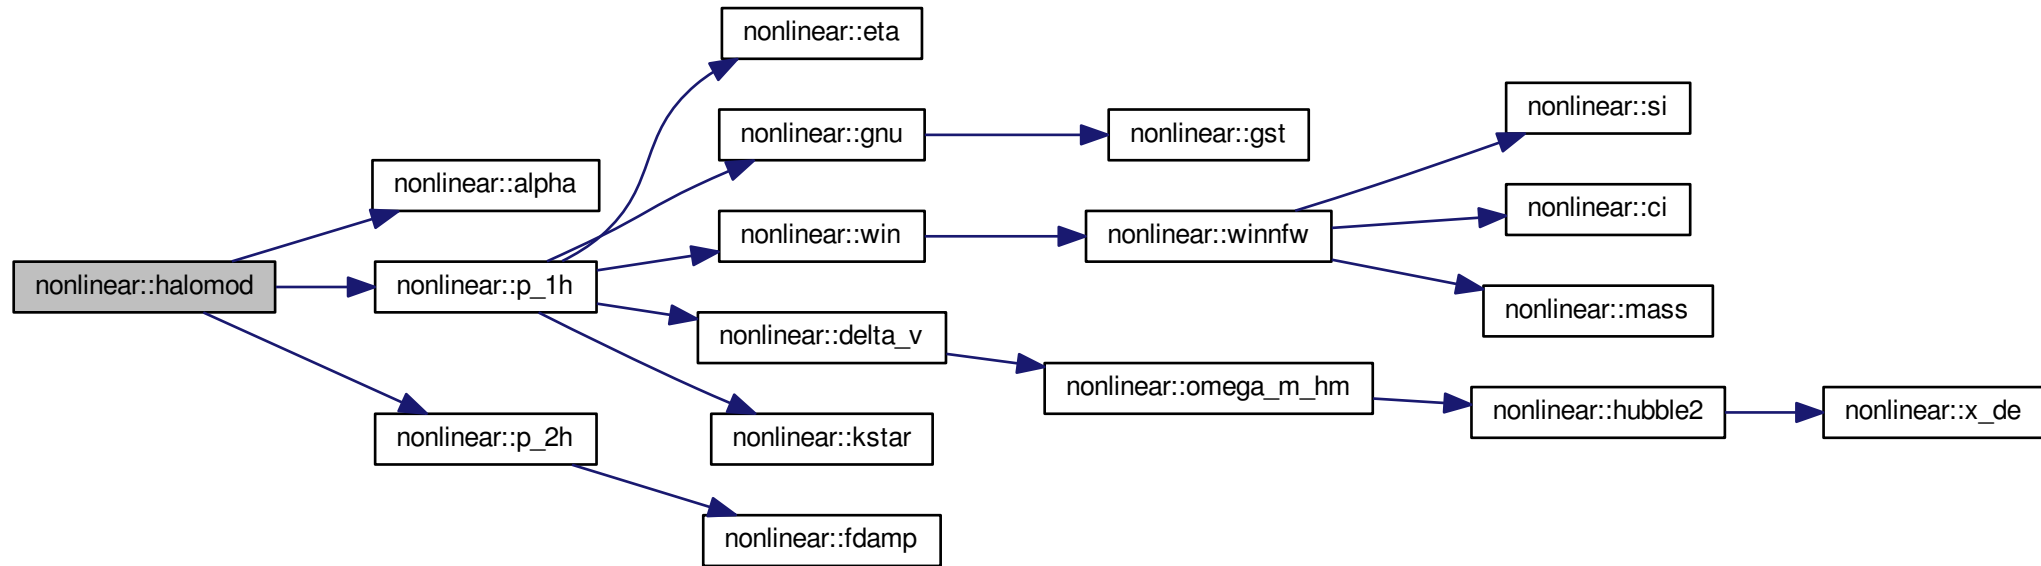 nonlinear::eta
nonlinear::si
nonlinear::gnu
nonlinear::gst
nonlinear::alpha
nonlinear::ci
nonlinear::win
nonlinear::winnfw
nonlinear::halomod
nonlinear::p_1h
nonlinear::mass
nonlinear::delta_v
nonlinear::omega_m_hm
nonlinear::hubble2
nonlinear::x_de
nonlinear::p_2h
nonlinear::kstar
nonlinear::fdamp